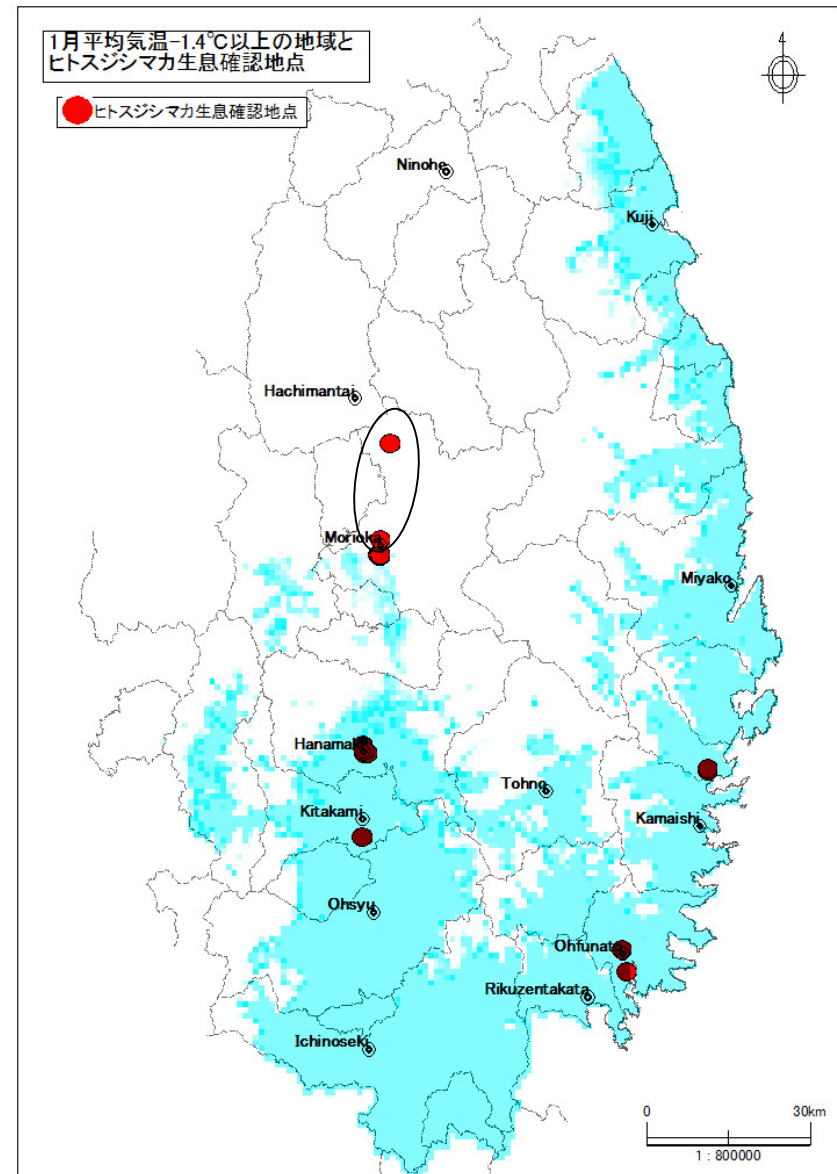 1月平均気温-1.4℃以上の地域と
ヒトスジシマカ生息確認地点
ヒトスジシマカ生息確認地点
Ninohe
Kuji
Hachimantai
Morioka
Miyako
Hanamaki
Tohno
Kitakami
Kamaishi
Ohsyu
Ohfunato
Rikuzentakata
Ichinoseki
0 30km
1 : 800000